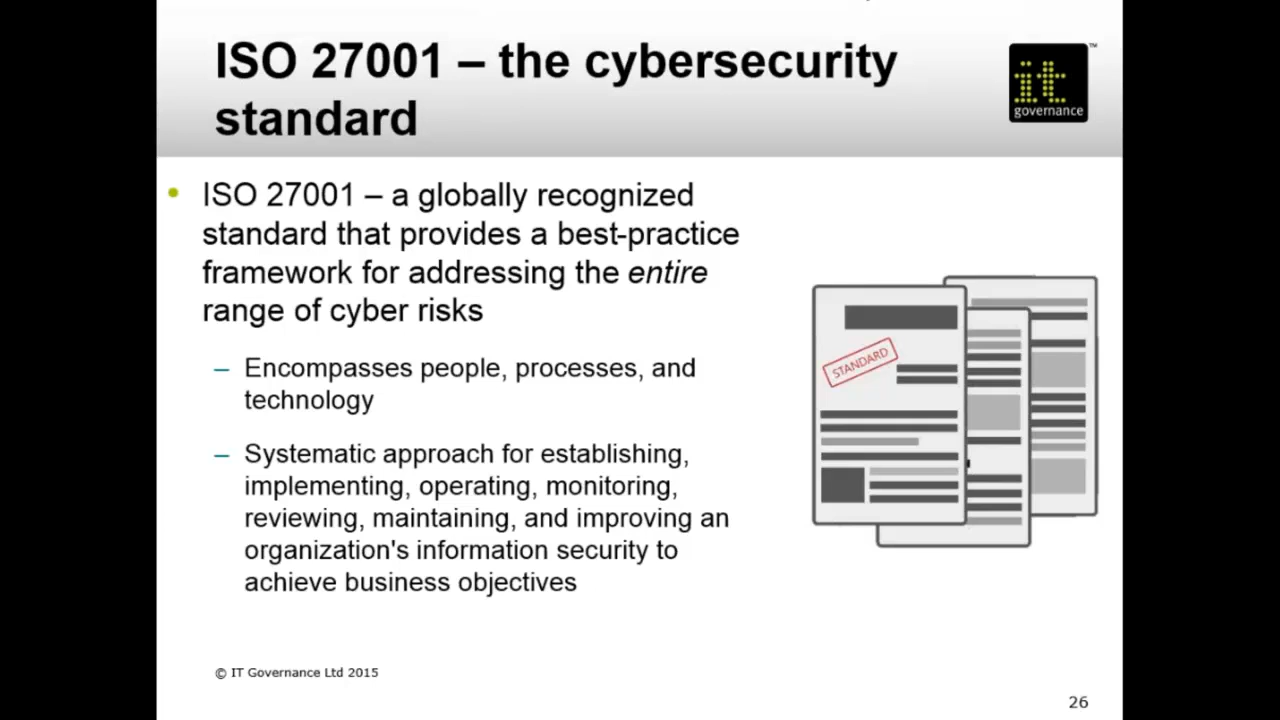 ISO 27001 – the cybersecurity
standard
™
it
governance
• ISO 27001 – a globally recognized
standard that provides a best-practice
framework for addressing the entire
range of cyber risks
– Encompasses people, processes, and
technology
– Systematic approach for establishing,
implementing, operating, monitoring,
reviewing, maintaining, and improving an
organization's information security to
achieve business objectives
STANDARD
© IT Governance Ltd 2015
26